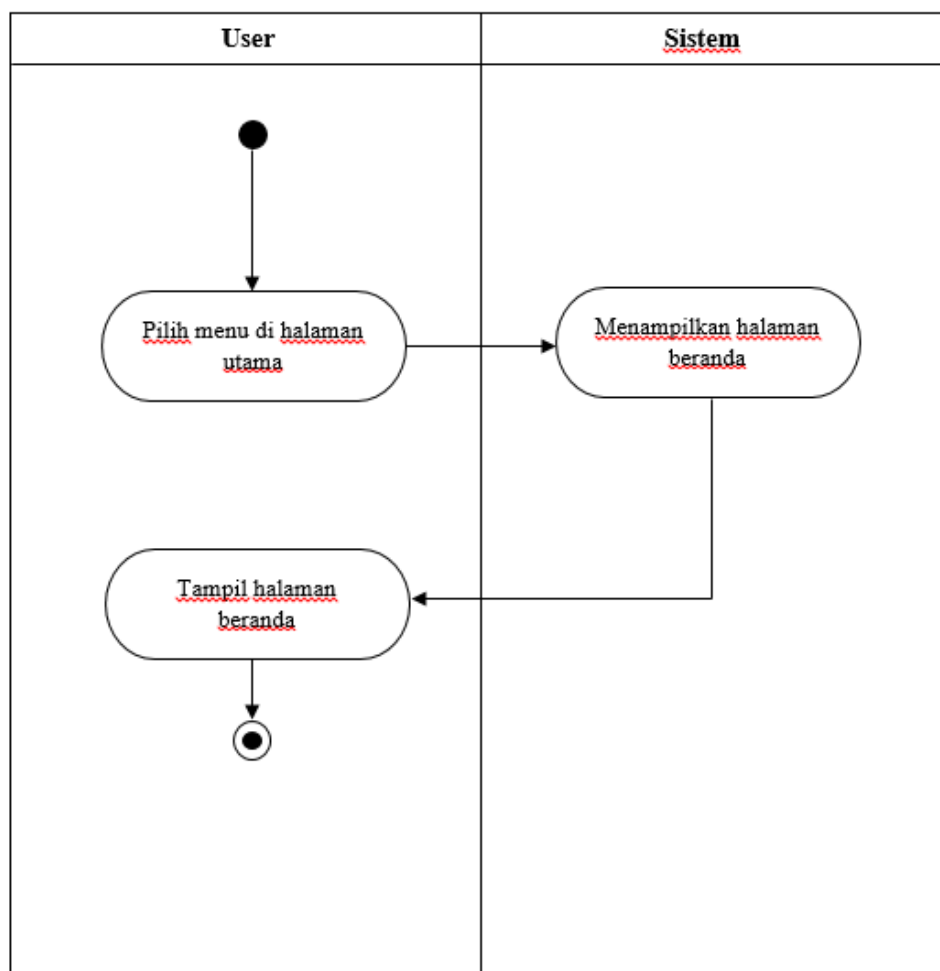 User
Sistem
Pilih menu di halaman
utama
Menampilkan halaman
beranda
Tampil halaman
beranda